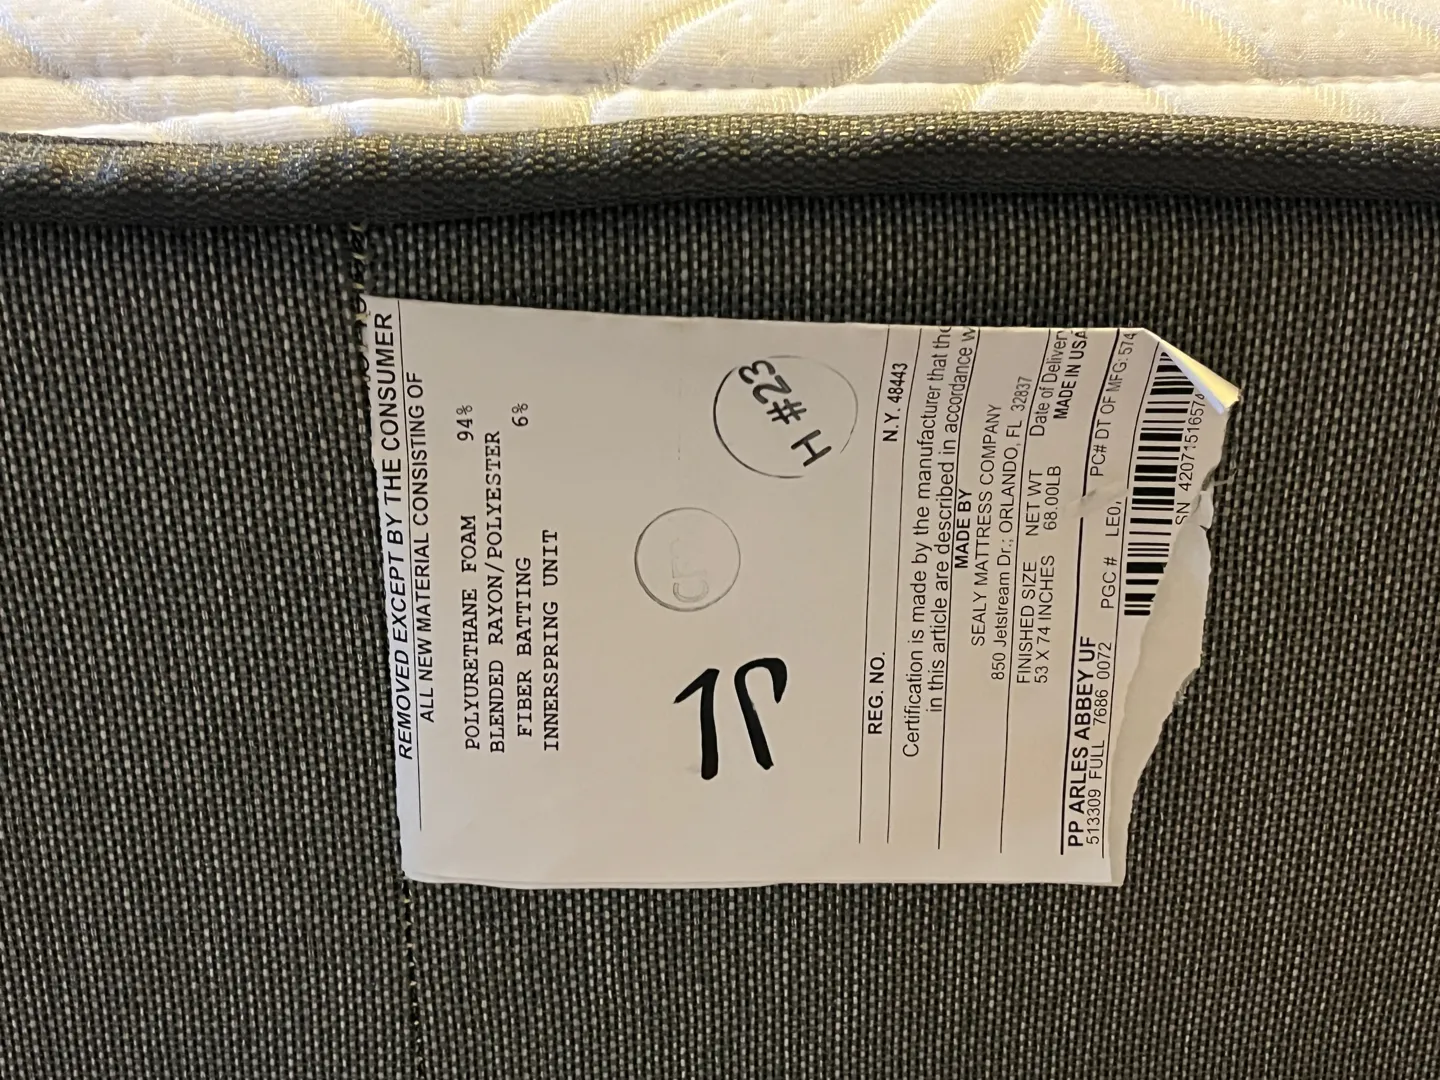 REMOVED EXCEPT BY THE CONSUMER
ALL NEW MATERIAL CONSISTING OF
POLYURETHANE FOAM 94%
BLENDED RAYON/POLYESTER
FIBER BATTING 6%
INNERSPRING UNIT
H #23
REG. NO. N.Y. 48443
Certification is made by the manufacturer that the
in this article are described in accordance w
MADE BY
SEALY MATTRESS COMPANY
850 Jetstream Dr.; ORLANDO, FL 32837
FINISHED SIZE NET WT Date of Delivery
53 X 74 INCHES 68.00LB MADE IN USA
PP ARLES ABBEY UF
513309 FULL 7686 0072 PGC # LE0, PC# DT OF MFG: 574
SN 4207151657